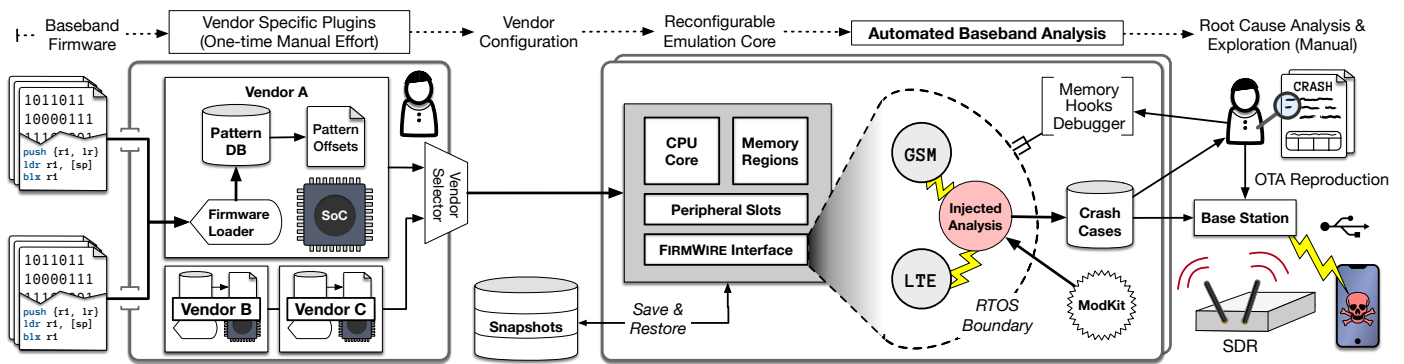 Baseband
Firmware
Vendor Specific Plugins
(One-time Manual Effort)
Vendor
Configuration
Reconfigurable
Emulation Core
Automated Baseband Analysis
Root Cause Analysis
& Exploration (Manual)
1011011
10000111
push {r1, lr}
ldr r1, [sp]
blx r1
1011011
10000111
push {r1, lr}
ldr r1, [sp]
blx r1
Vendor A
Pattern
DB
Pattern
Offsets
Firmware
Loader
SoC
Vendor B
Vendor C
Vendor
Selector
Snapshots
Save &
Restore
CPU
Core
Memory
Regions
Peripheral Slots
FIRMWIRE Interface
GSM
LTE
Injected
Analysis
RTOS
Boundary
ModKit
Memory
Hooks
Debugger
Crash
Cases
CRASH
OTA Reproduction
Base Station
SDR